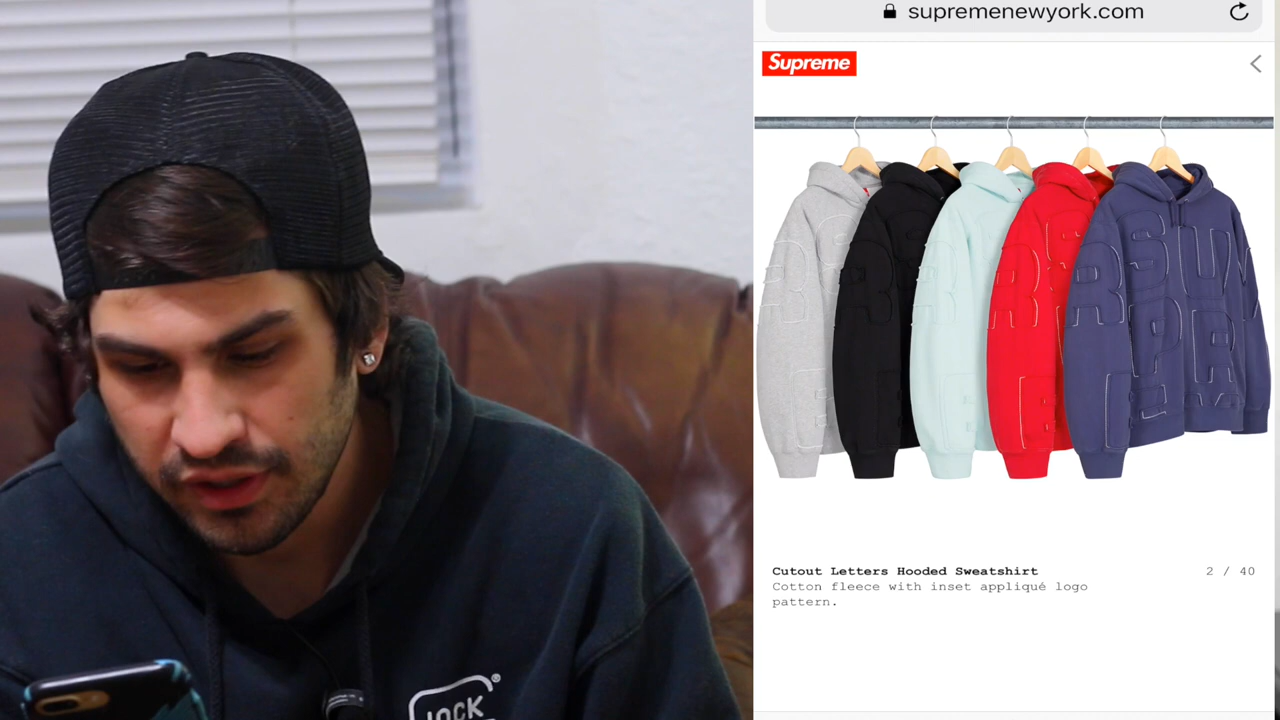 supremenewyork.com
Supreme
Cutout Letters Hooded Sweatshirt
2 / 40
Cotton fleece with inset appliqué logo
pattern.